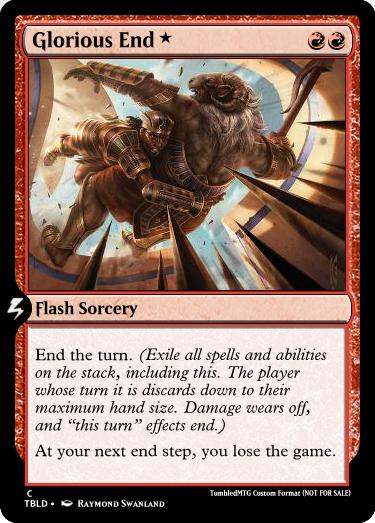 Glorious End ★
Flash Sorcery
End the turn. (Exile all spells and abilities
on the stack, including this. The player
whose turn it is discards down to their
maximum hand size. Damage wears off,
and “this turn” effects end.)
At your next end step, you lose the game.
C
TBLD • Raymond Swanland
TumbledMTG Custom Format (NOT FOR SALE)